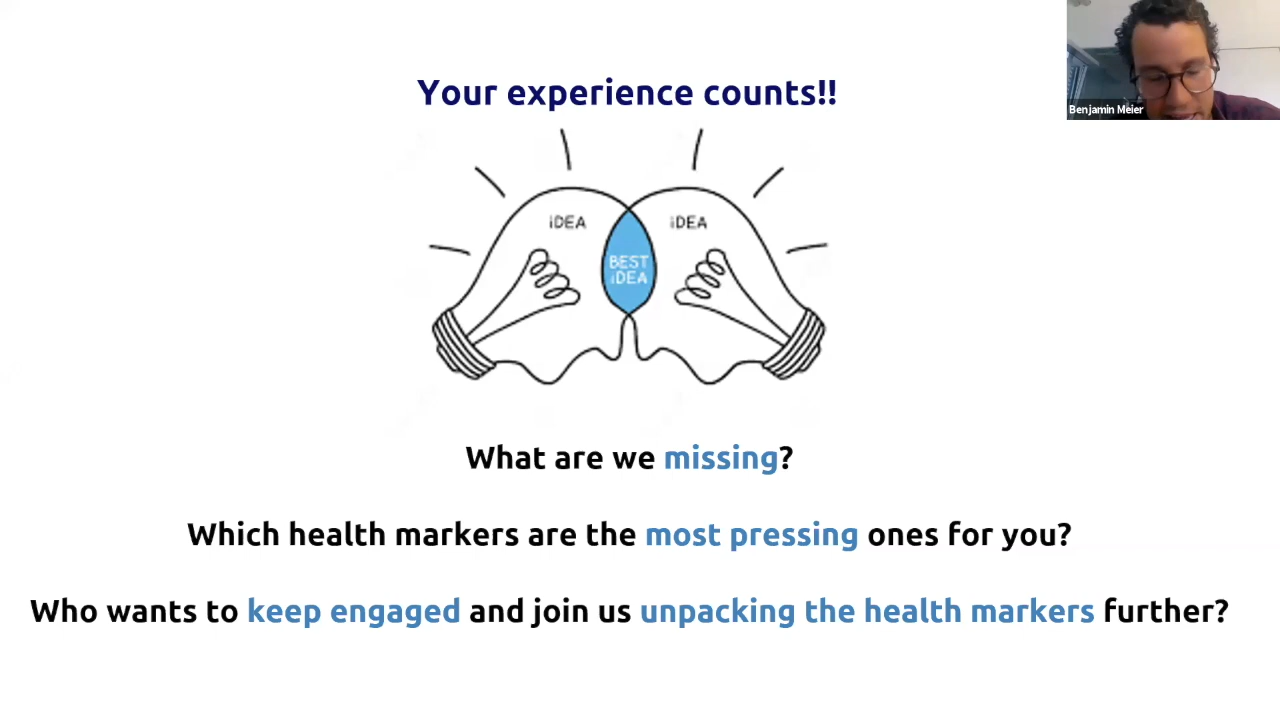 Your experience counts!!
Benjamin Meier
iDEA
iDEA
BEST
iDEA
What are we missing?
Which health markers are the most pressing ones for you?
Who wants to keep engaged and join us unpacking the health markers further?